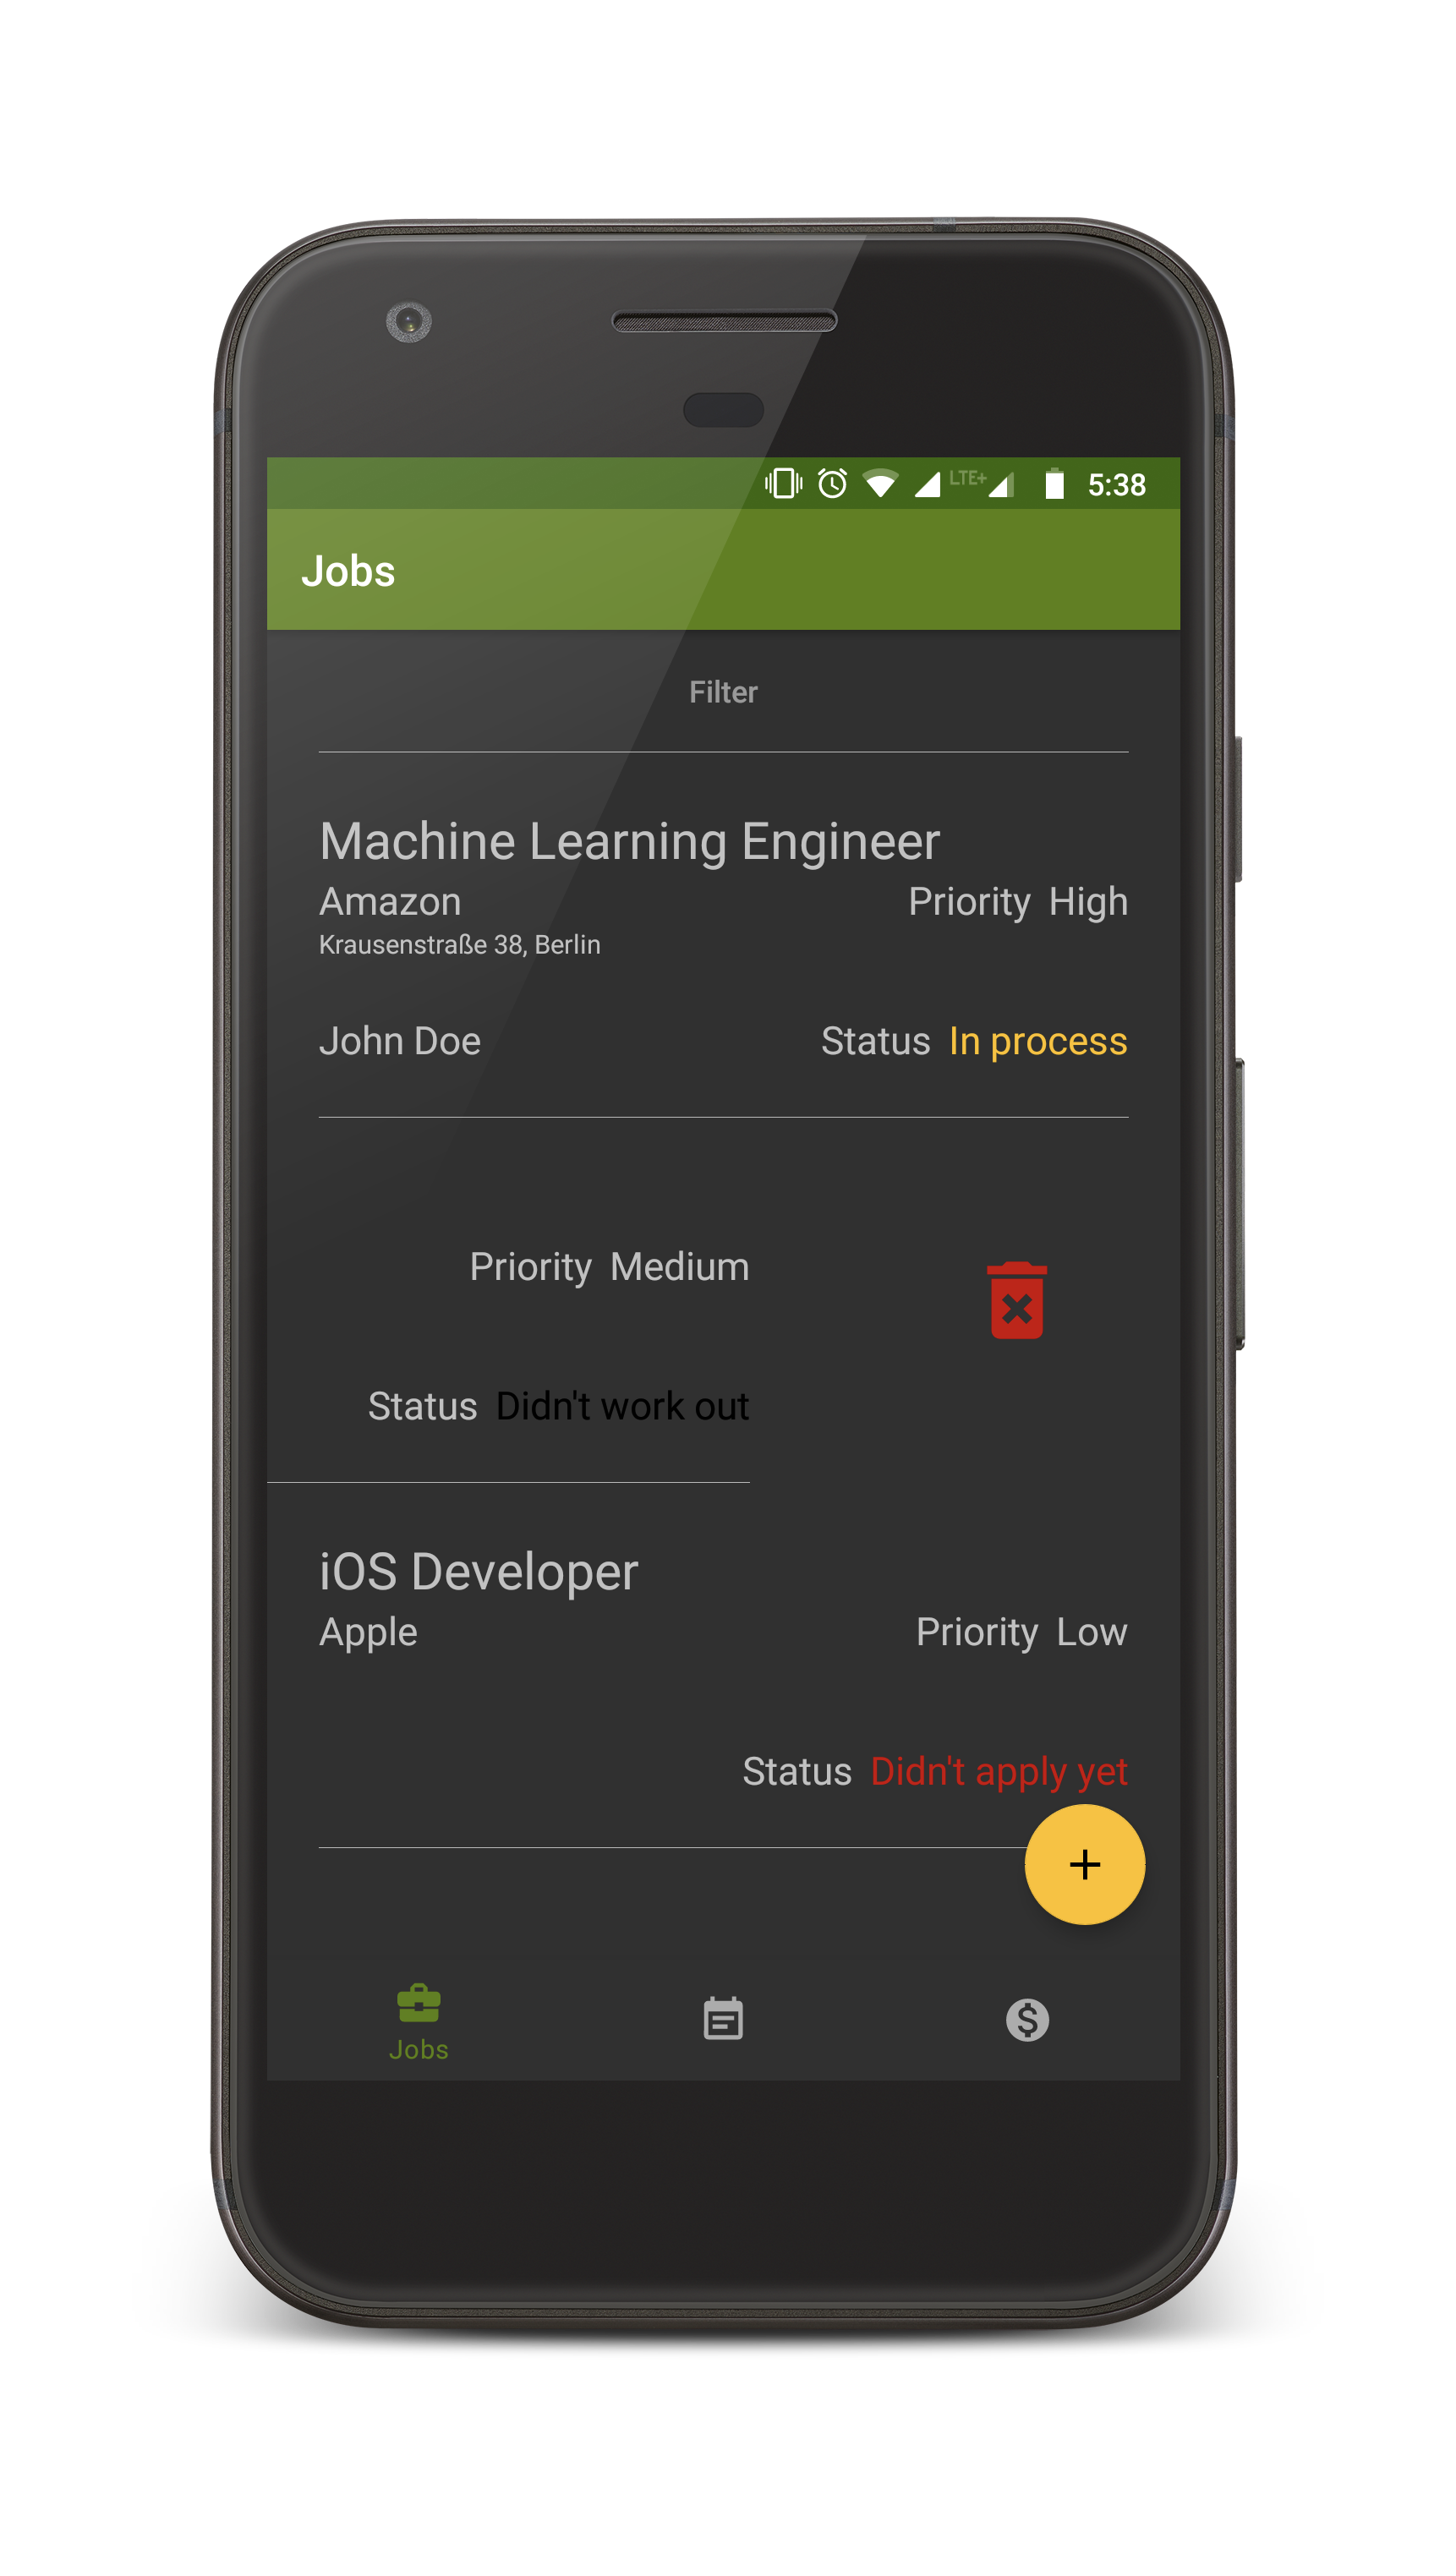 LTE+ 5:38
Jobs
Filter
Machine Learning Engineer
Amazon Priority High
Krausenstraße 38, Berlin
John Doe Status In process
Priority Medium
Status Didn't work out
iOS Developer
Apple Priority Low
Status Didn't apply yet
Jobs